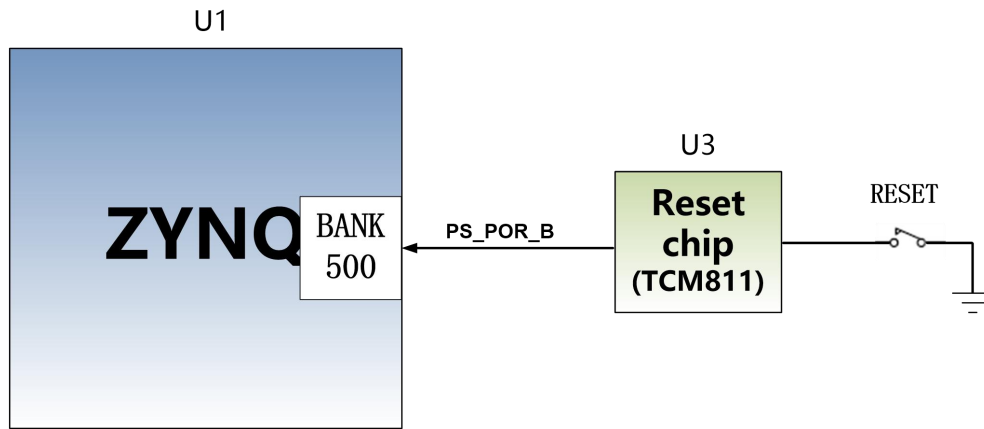 U1
ZYNQ
BANK
500
PS_POR_B
U3
Reset
chip
(TCM811)
RESET